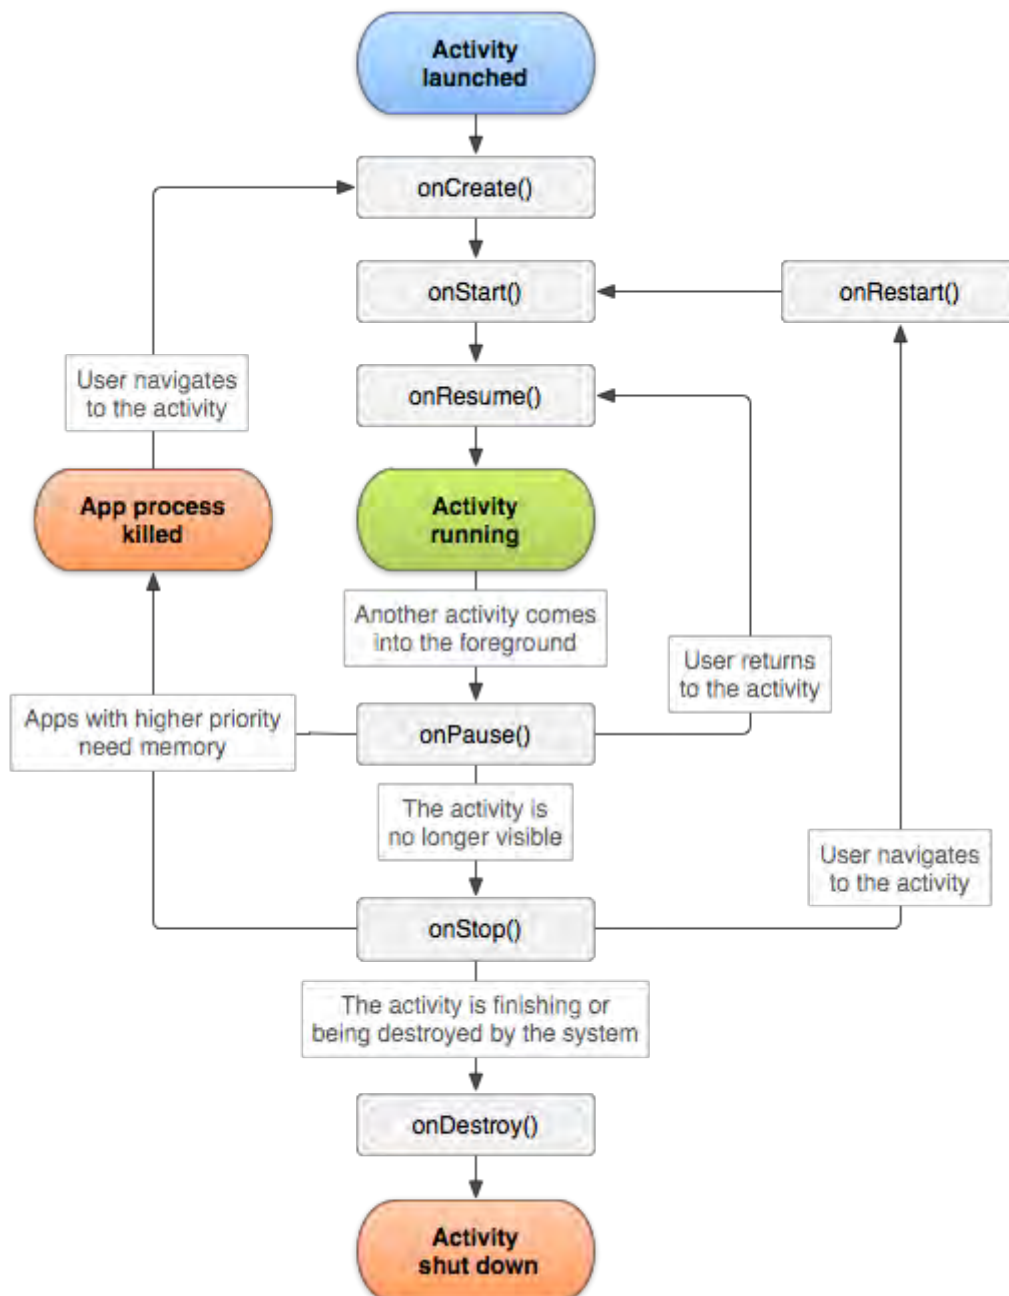 Activity
launched
onCreate()
onStart()
onRestart()
User navigates
to the activity
onResume()
App process
killed
Activity
running
Another activity comes
into the foreground
User returns
to the activity
Apps with higher priority
need memory
onPause()
The activity is
no longer visible
User navigates
to the activity
onStop()
The activity is finishing or
being destroyed by the system
onDestroy()
Activity
shut down